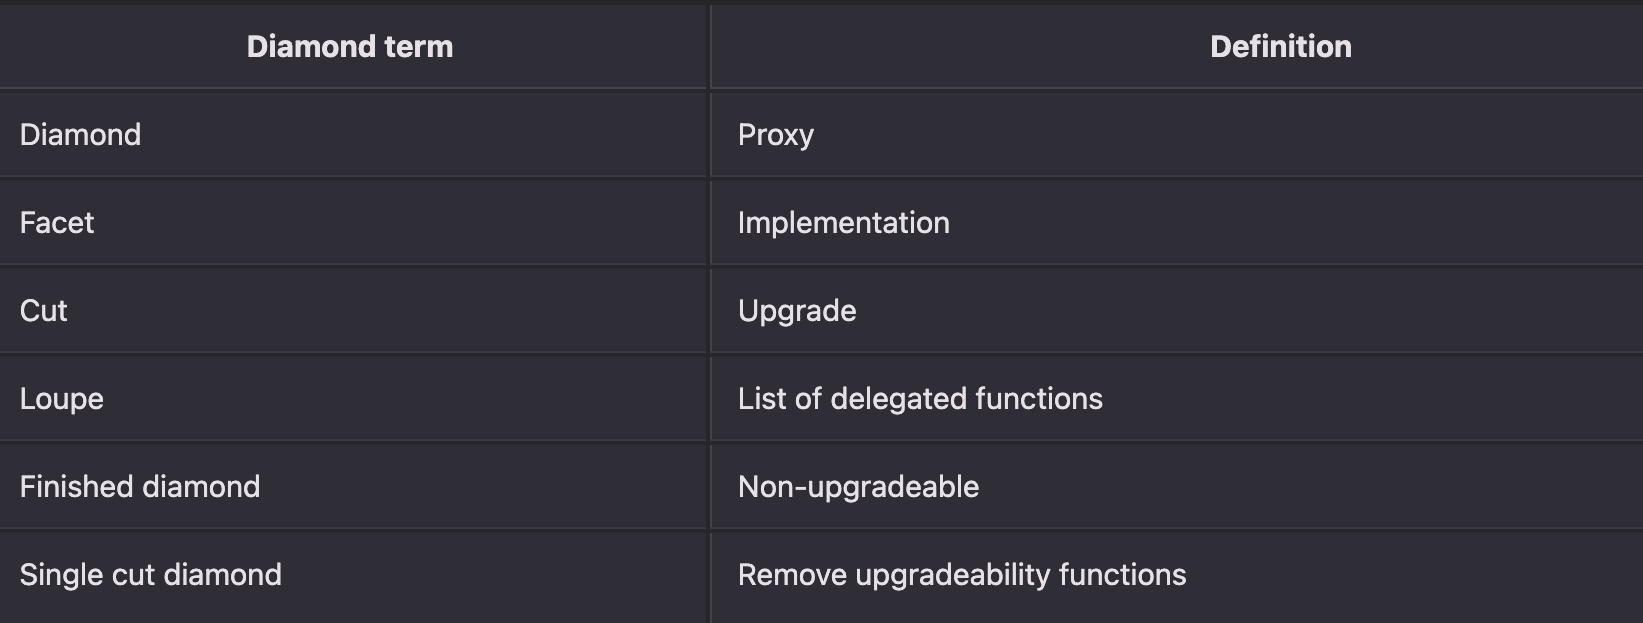 Diamond term Definition
Diamond Proxy
Facet Implementation
Cut Upgrade
Loupe List of delegated functions
Finished diamond Non-upgradeable
Single cut diamond Remove upgradeability functions